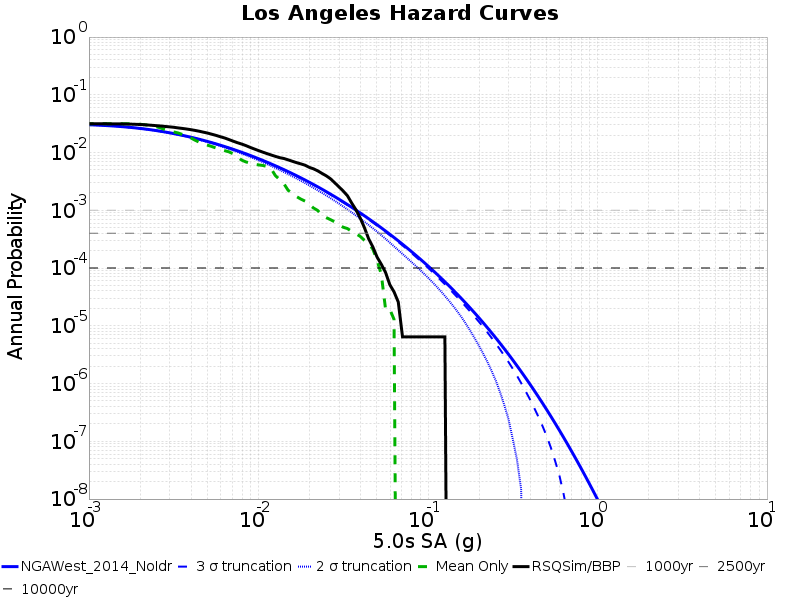 Los Angeles Hazard Curves
Annual Probability
10^0
10^-1
10^-2
10^-3
10^-4
10^-5
10^-6
10^-7
10^-8
10^-3 10^-2 10^-1 10^0 10^1
5.0s SA (g)
NGAWest_2014_NoIdr 3 σ truncation 2 σ truncation Mean Only RSQSim/BBP 1000yr 2500yr
10000yr